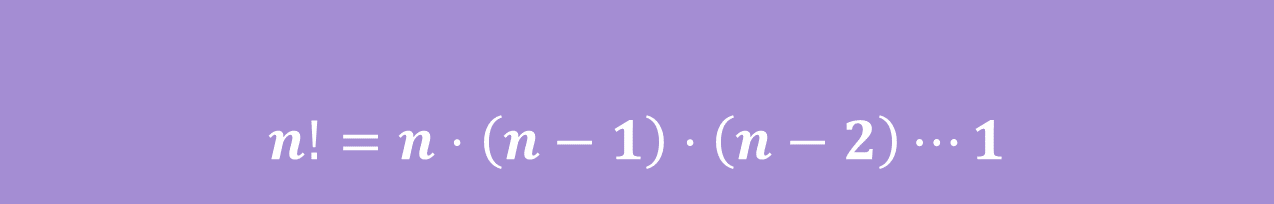 n! = n · (n − 1) · (n − 2) ··· 1